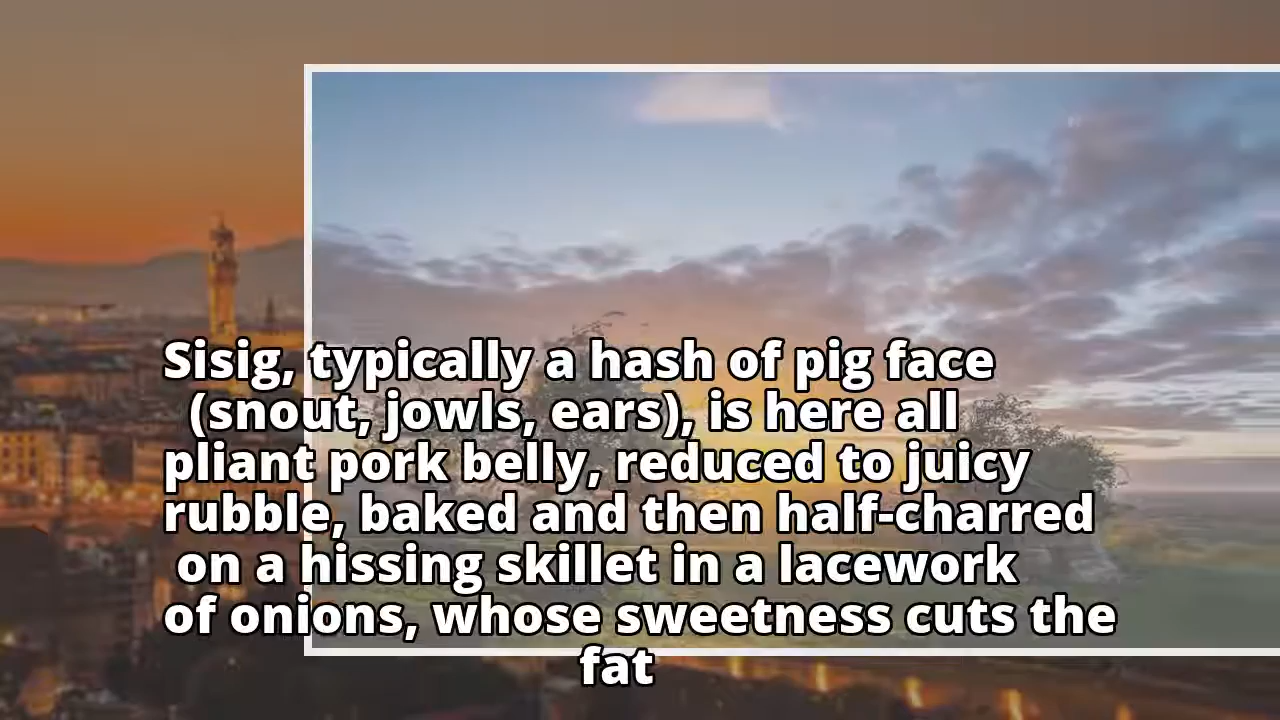 Sisig, typically a hash of pig face
(snout, jowls, ears), is here all
pliant pork belly, reduced to juicy
rubble, baked and then half-charred
on a hissing skillet in a lacework
of onions, whose sweetness cuts the
fat